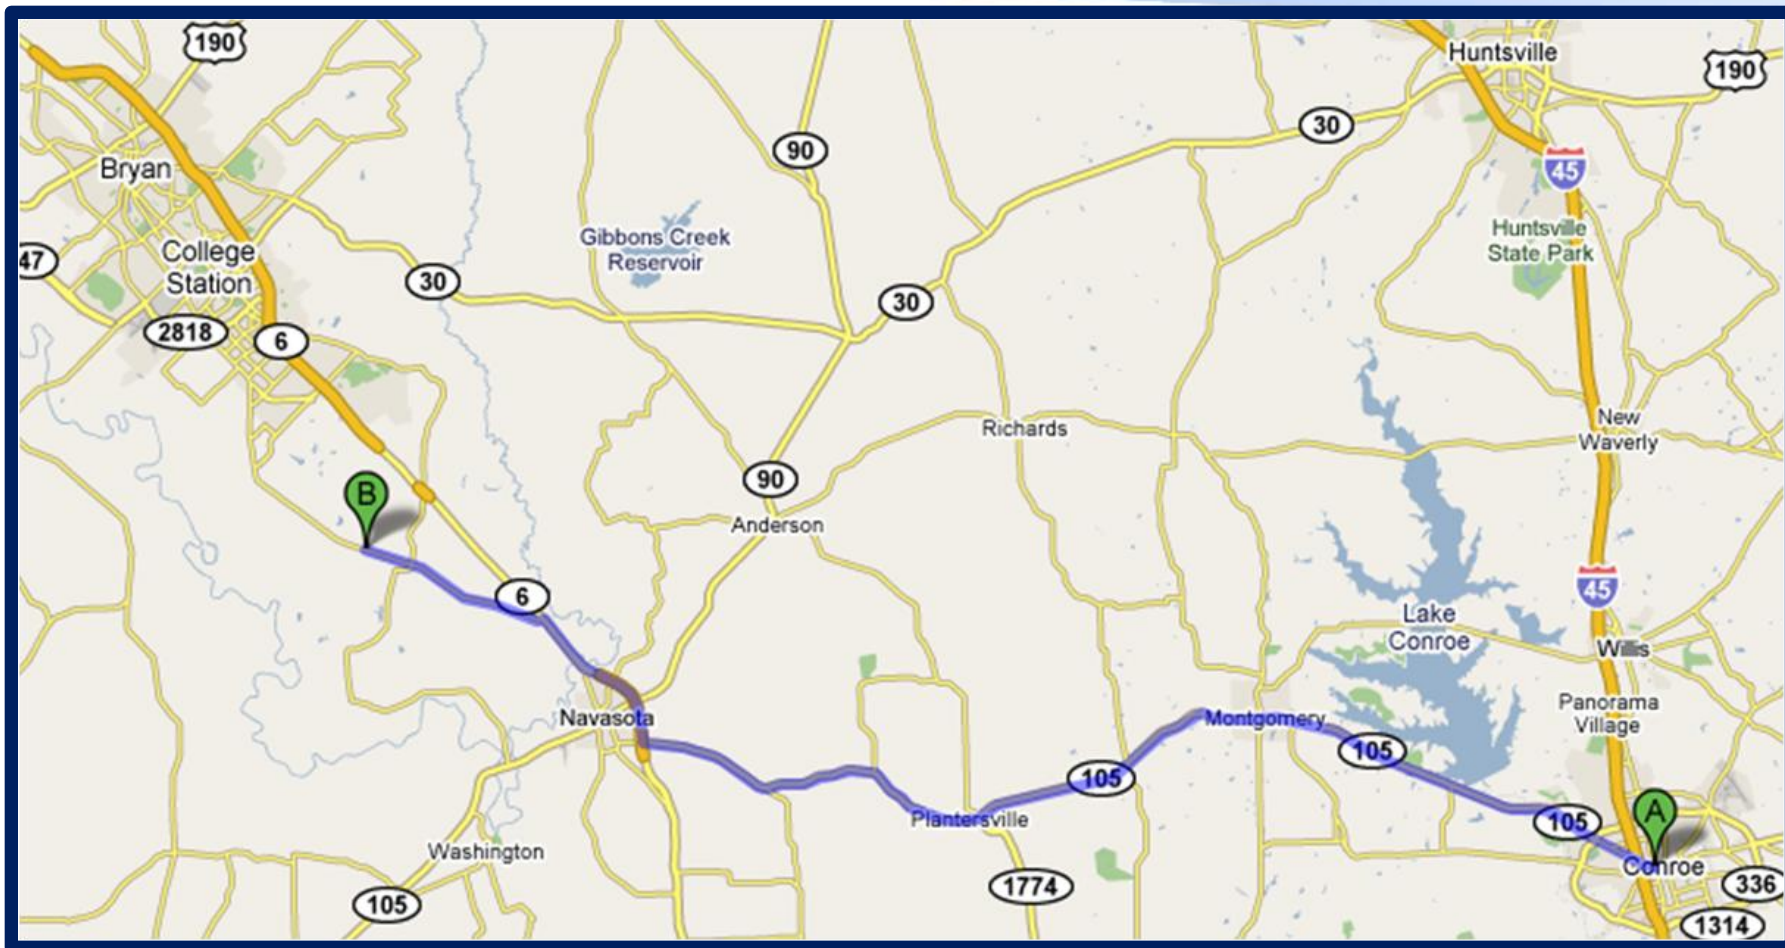 190
Huntsville
190
30
90
Bryan
45
Gibbons Creek
Reservoir
Huntsville
State Park
College
Station
47
30
30
2818
6
New
Waverly
Richards
90
B
Anderson
6
45
Lake
Conroe
Willis
Panorama
Village
Navasota
Montgomery
105
105
A
Plantersville
105
Washington
Conroe
1774
336
105
1314